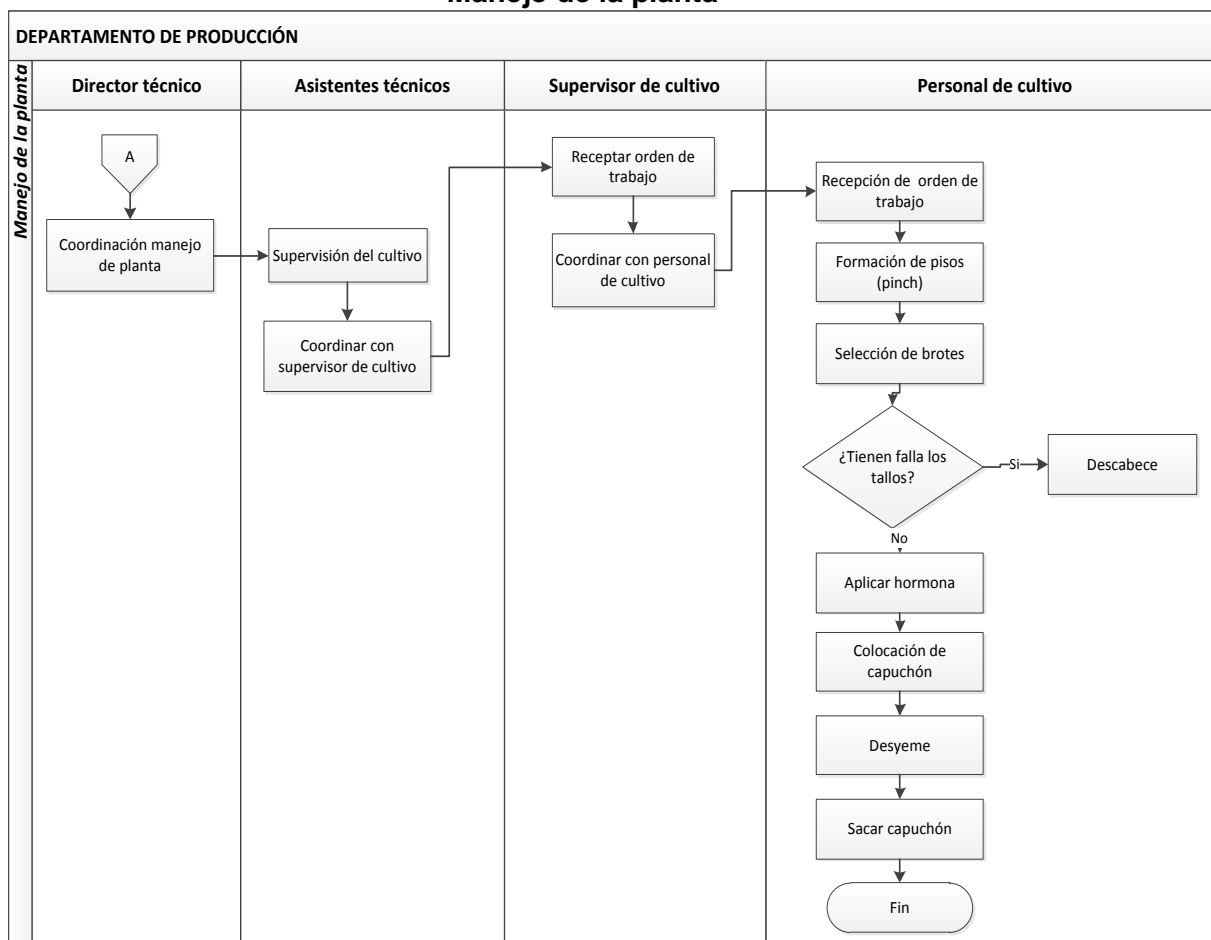 Manejo de la planta
DEPARTAMENTO DE PRODUCCIÓN
Manejo de la planta
Director técnico
Asistentes técnicos
Supervisor de cultivo
Personal de cultivo
A
Coordinación manejo
de planta
Supervisión del cultivo
Coordinar con
supervisor de cultivo
Receptar orden de
trabajo
Coordinar con personal
de cultivo
Recepción de orden de
trabajo
Formación de pisos
(pinch)
Selección de brotes
¿Tienen falla los
tallos?
Si
Descabece
No
Aplicar hormona
Colocación de
capuchón
Desyeme
Sacar capuchón
Fin